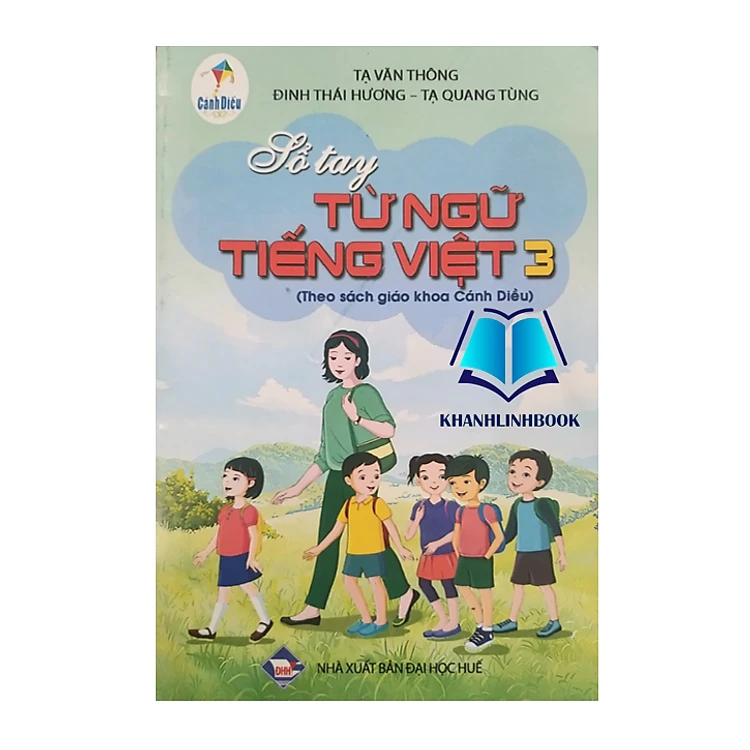 Cánh Diều
TẠ VĂN THÔNG
ĐINH THÁI HƯƠNG – TẠ QUANG TÙNG
Sổ tay
TỪ NGỮ
TIẾNG VIỆT 3
(Theo sách giáo khoa Cánh Diều)
KHANHLINHBOOK
ĐHH
NHÀ XUẤT BẢN ĐẠI HỌC HUẾ